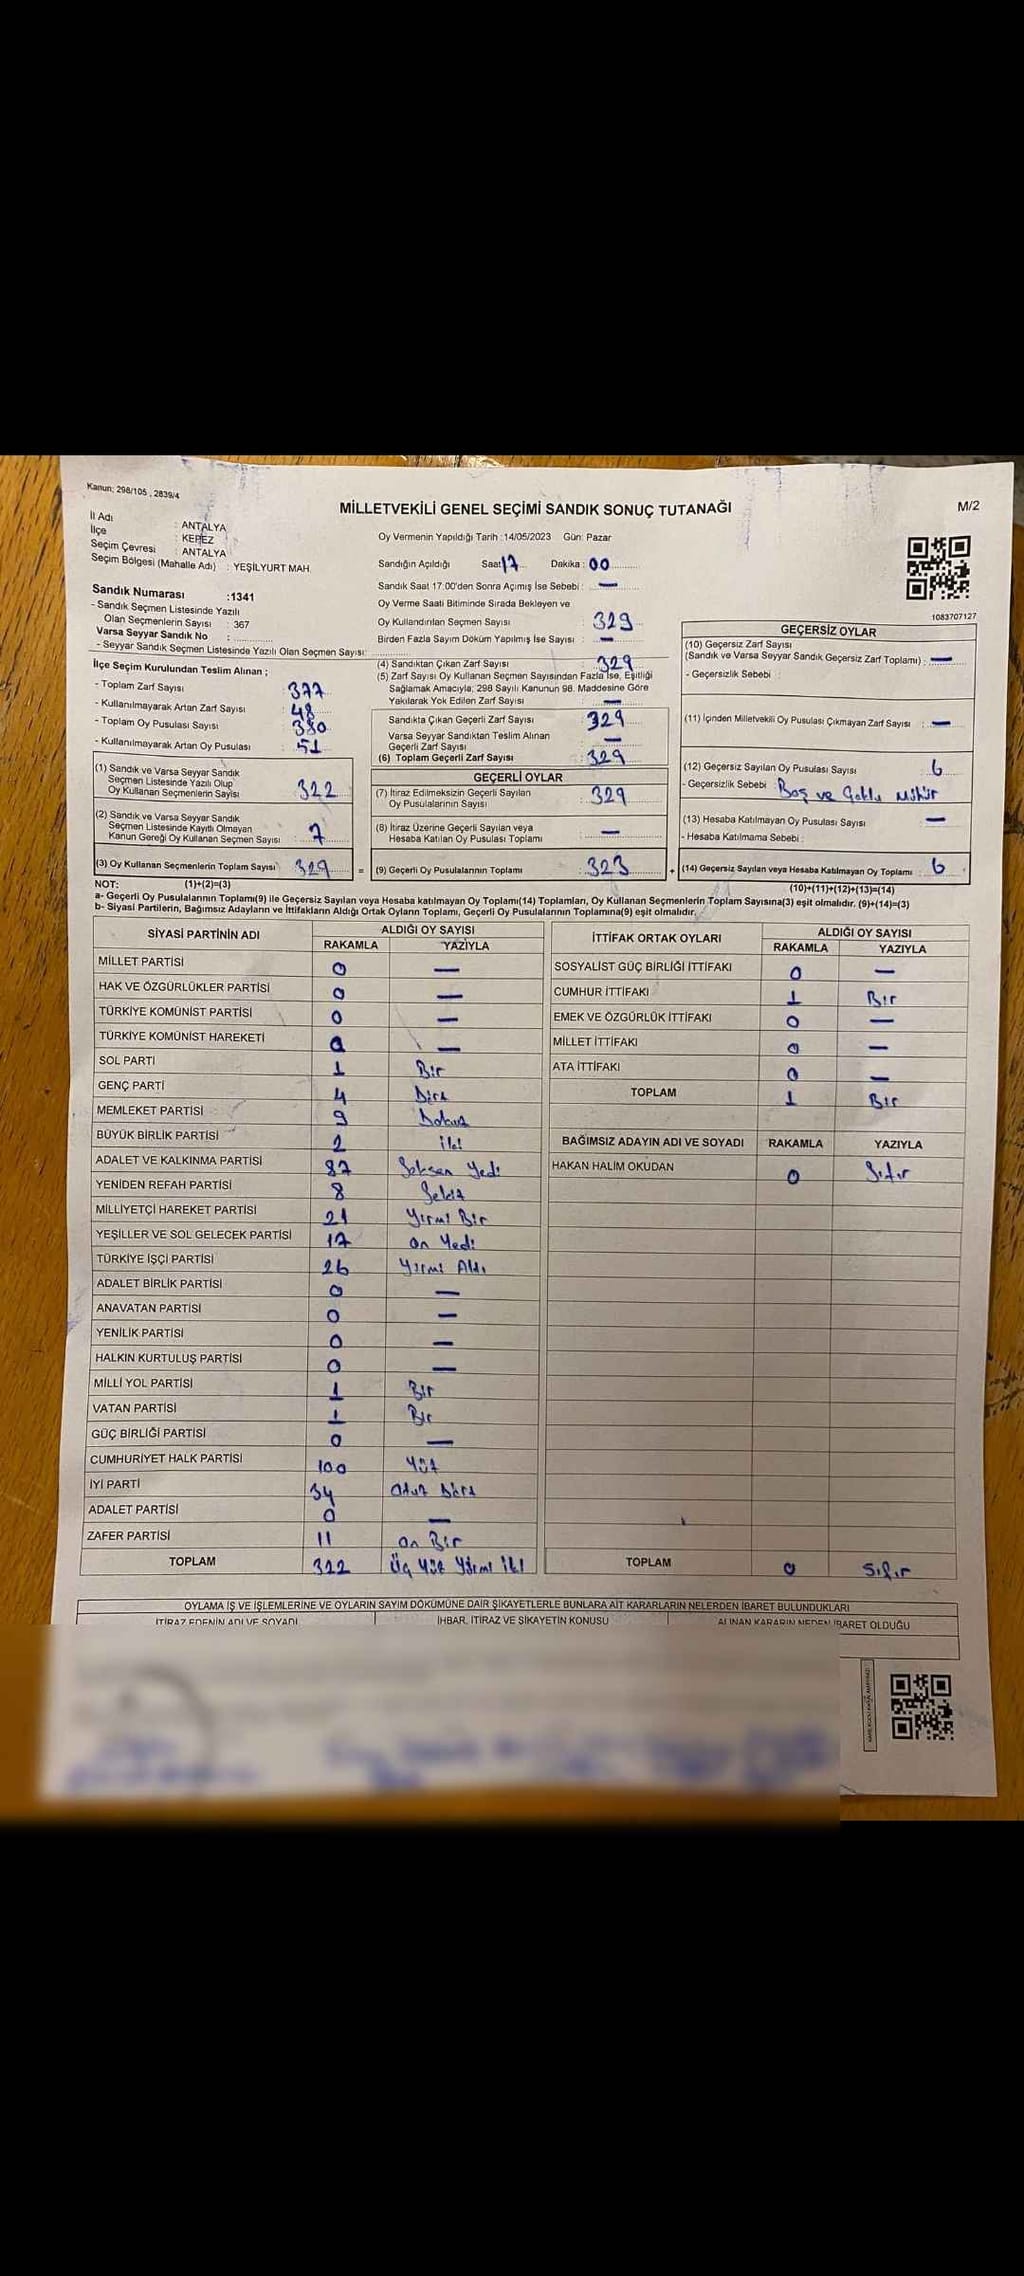 Kanun: 298/105 , 2839/4
MİLLETVEKİLİ GENEL SEÇİMİ SANDIK SONUÇ TUTANAĞI
M/2
İl Adı : ANTALYA
İlçe : KEPEZ
Seçim Çevresi : ANTALYA
Seçim Bölgesi (Mahalle Adı) : YEŞİLYURT MAH.
Sandık Numarası :1341
- Sandık Seçmen Listesinde Yazılı
Olan Seçmenlerin Sayısı : 367
Varsa Seyyar Sandık No :
- Seyyar Sandık Seçmen Listesinde Yazılı Olan Seçmen Sayısı:
İlçe Seçim Kurulundan Teslim Alınan ;
- Toplam Zarf Sayısı : 377
- Kullanılmayarak Artan Zarf Sayısı : 48
- Toplam Oy Pusulası Sayısı : 380
- Kullanılmayarak Artan Oy Pusulası : 51
(1) Sandık ve Varsa Seyyar Sandık
Seçmen Listesinde Yazılı Olup
Oy Kullanan Seçmenlerin Sayısı : 322
(2) Sandık ve Varsa Seyyar Sandık
Seçmen Listesinde Kayıtlı Olmayan
Kanun Gereği Oy Kullanan Seçmen Sayısı : 7
(3) Oy Kullanan Seçmenlerin Toplam Sayısı : 329
Oy Vermenin Yapıldığı Tarih :14/05/2023 Gün: Pazar
Sandığın Açıldığı Saat: 17 Dakika : 00
Sandık Saat 17:00'den Sonra Açımış İse Sebebi : —
Oy Verme Saati Bitiminde Sırada Bekleyen ve
Oy Kullandırılan Seçmen Sayısı : 329
Birden Fazla Sayım Döküm Yapılmış İse Sayısı : —
(4) Sandıktan Çıkan Zarf Sayısı : 329
(5) Zarf Sayısı Oy Kullanan Seçmen Sayısından Fazla İse, Eşitliği
Sağlamak Amacıyla; 298 Sayılı Kanunun 98. Maddesine Göre
Yakılarak Yok Edilen Zarf Sayısı : —
Sandıkta Çıkan Geçerli Zarf Sayısı : 329
Varsa Seyyar Sandıktan Teslim Alınan
Geçerli Zarf Sayısı : —
(6) Toplam Geçerli Zarf Sayısı : 329
GEÇERLİ OYLAR
(7) İtiraz Edilmeksizin Geçerli Sayılan
Oy Pusulalarının Sayısı : 329
(8) İtiraz Üzerine Geçerli Sayılan veya
Hesaba Katılan Oy Pusulası Toplamı : —
= (9) Geçerli Oy Pusulalarının Toplamı : 323 +
1083707127
GEÇERSİZ OYLAR
(10) Geçersiz Zarf Sayısı
(Sandık ve Varsa Seyyar Sandık Geçersiz Zarf Toplamı) : —
- Geçersizlik Sebebi :
(11) İçinden Milletvekili Oy Pusulası Çıkmayan Zarf Sayısı : —
(12) Geçersiz Sayılan Oy Pusulası Sayısı : 6
- Geçersizlik Sebebi : Boş ve Çoklu Mühür
(13) Hesaba Katılmayan Oy Pusulası Sayısı : —
- Hesaba Katılmama Sebebi :
(14) Geçersiz Sayılan veya Hesaba Katılmayan Oy Toplamı : 6
NOT: (1)+(2)=(3) (10)+(11)+(12)+(13)=(14)
a- Geçerli Oy Pusulalarının Toplamı(9) ile Geçersiz Sayılan veya Hesaba katılmayan Oy Toplamı(14) Toplamları, Oy Kullanan Seçmenlerin Toplam Sayısına(3) eşit olmalıdır. (9)+(14)=(3)
b- Siyasi Partilerin, Bağımsız Adayların ve İttifakların Aldığı Ortak Oyların Toplamı, Geçerli Oy Pusulalarının Toplamına(9) eşit olmalıdır.
SİYASİ PARTİNİN ADI ALDIĞI OY SAYISI
RAKAMLA YAZIYLA
MİLLET PARTİSİ 0 —
HAK VE ÖZGÜRLÜKLER PARTİSİ 0 —
TÜRKİYE KOMÜNİST PARTİSİ 0 —
TÜRKİYE KOMÜNİST HAREKETİ 0 —
SOL PARTİ 1 Bir
GENÇ PARTİ 4 Dört
MEMLEKET PARTİSİ 9 Dokuz
BÜYÜK BİRLİK PARTİSİ 2 iki
ADALET VE KALKINMA PARTİSİ 87 Seksen Yedi
YENİDEN REFAH PARTİSİ 8 Sekiz
MİLLİYETÇİ HAREKET PARTİSİ 21 Yirmi Bir
YEŞİLLER VE SOL GELECEK PARTİSİ 17 On Yedi
TÜRKİYE İŞÇİ PARTİSİ 26 Yirmi Altı
ADALET BİRLİK PARTİSİ 0 —
ANAVATAN PARTİSİ 0 —
YENİLİK PARTİSİ 0 —
HALKIN KURTULUŞ PARTİSİ 0 —
MİLLİ YOL PARTİSİ 1 Bir
VATAN PARTİSİ 1 Bir
GÜÇ BİRLİĞİ PARTİSİ 0 —
CUMHURİYET HALK PARTİSİ 100 Yüz
İYİ PARTİ 34 Otuz Dört
ADALET PARTİSİ 0 —
ZAFER PARTİSİ 11 On Bir
TOPLAM 322 Üç Yüz Yirmi İki
İTTİFAK ORTAK OYLARI ALDIĞI OY SAYISI
RAKAMLA YAZIYLA
SOSYALİST GÜÇ BİRLİĞİ İTTİFAKI 0 —
CUMHUR İTTİFAKI 1 Bir
EMEK VE ÖZGÜRLÜK İTTİFAKI 0 —
MİLLET İTTİFAKI 0 —
ATA İTTİFAKI 0 —
TOPLAM 1 Bir
BAĞIMSIZ ADAYIN ADI VE SOYADI RAKAMLA YAZIYLA
HAKAN HALİM OKUDAN 0 Sıfır
TOPLAM 0 Sıfır
OYLAMA İŞ VE İŞLEMLERİNE VE OYLARIN SAYIM DÖKÜMÜNE DAİR ŞİKAYETLERLE BUNLARA AİT KARARLARIN NELERDEN İBARET BULUNDUKLARI
İTİRAZ EDENİN ADI VE SOYADI İHBAR, İTİRAZ VE ŞİKAYETİN KONUSU ALINAN KARARIN NEDEN İBARET OLDUĞU